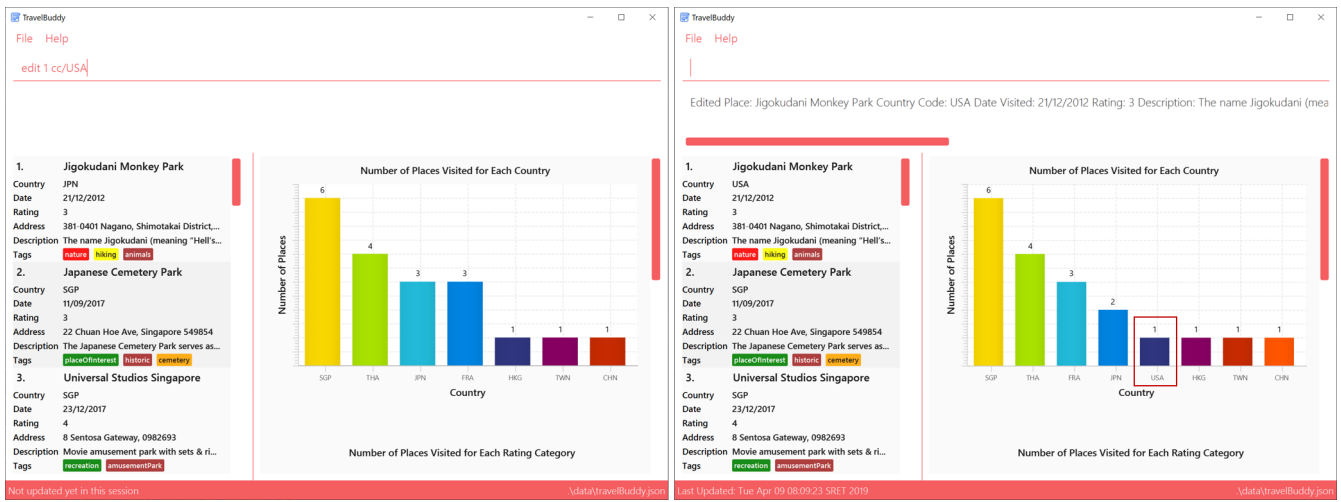 TravelBuddy
File Help
edit 1 cc/USA
1. Jigokudani Monkey Park
Country JPN
Date 21/12/2012
Rating 3
Address 381-0401 Nagano, Shimotakai District,...
Description The name Jigokudani (meaning "Hell's...
Tags nature hiking animals
2. Japanese Cemetery Park
Country SGP
Date 11/09/2017
Rating 3
Address 22 Chuan Hoe Ave, Singapore 549854
Description The Japanese Cemetery Park serves as...
Tags placeOfInterest historic cemetery
3. Universal Studios Singapore
Country SGP
Date 23/12/2017
Rating 4
Address 8 Sentosa Gateway, 0982693
Description Movie amusement park with sets & ri...
Tags recreation amusementPark
Number of Places Visited for Each Country
Number of Places
6 4 3 3 1 1 1
SGP THA JPN FRA HKG TWN CHN
Country
Number of Places Visited for Each Rating Category
Not updated yet in this session .\data\travelBuddy.json
TravelBuddy
File Help
Edited Place: Jigokudani Monkey Park Country Code: USA Date Visited: 21/12/2012 Rating: 3 Description: The name Jigokudani (mea
1. Jigokudani Monkey Park
Country USA
Date 21/12/2012
Rating 3
Address 381-0401 Nagano, Shimotakai District,...
Description The name Jigokudani (meaning "Hell's...
Tags nature hiking animals
2. Japanese Cemetery Park
Country SGP
Date 11/09/2017
Rating 3
Address 22 Chuan Hoe Ave, Singapore 549854
Description The Japanese Cemetery Park serves as...
Tags placeOfInterest historic cemetery
3. Universal Studios Singapore
Country SGP
Date 23/12/2017
Rating 4
Address 8 Sentosa Gateway, 0982693
Description Movie amusement park with sets & ri...
Tags recreation amusementPark
Number of Places Visited for Each Country
Number of Places
6 4 3 2 1 1 1 1
SGP THA FRA JPN USA HKG TWN CHN
Country
Number of Places Visited for Each Rating Category
Last Updated: Tue Apr 09 08:09:23 SRET 2019 .\data\travelBuddy.json